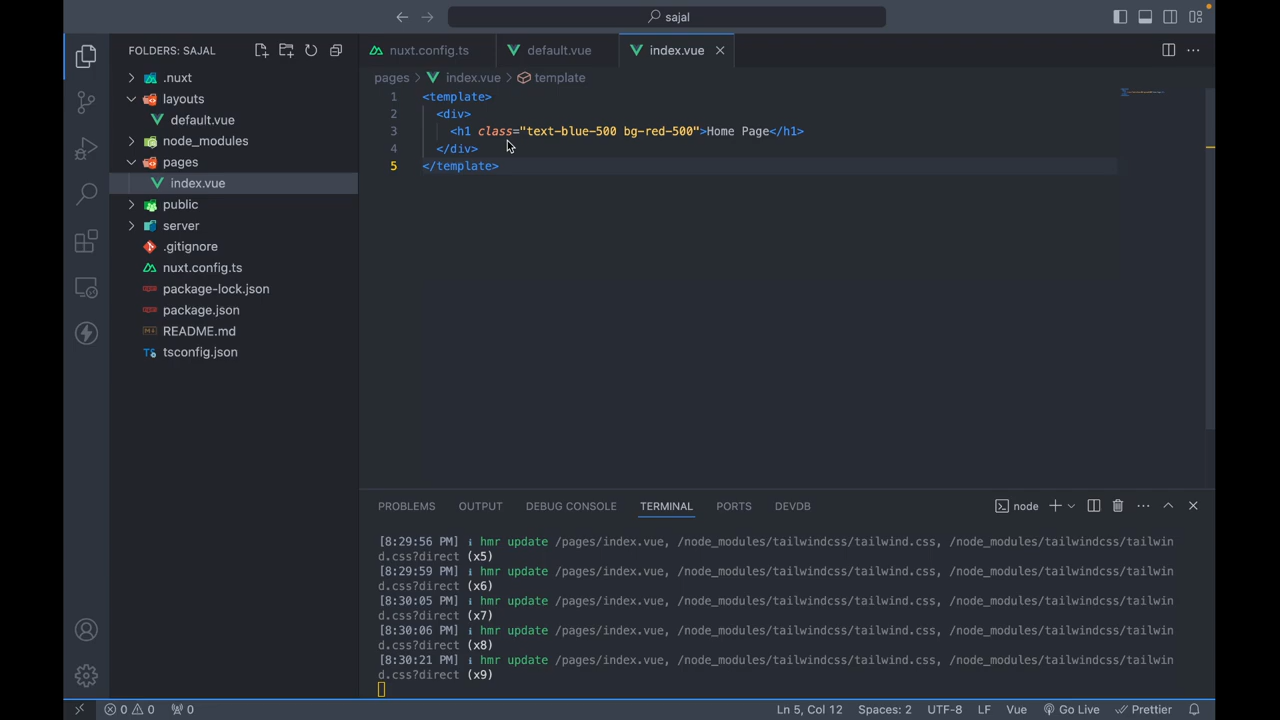 sajal
FOLDERS: SAJAL
.nuxt
layouts
default.vue
node_modules
pages
index.vue
public
server
.gitignore
nuxt.config.ts
package-lock.json
package.json
README.md
tsconfig.json
nuxt.config.ts
default.vue
index.vue
pages > index.vue > template
1 <template>
2 <div>
3 <h1 class="text-blue-500 bg-red-500">Home Page</h1>
4 </div>
5 </template>
PROBLEMS OUTPUT DEBUG CONSOLE TERMINAL PORTS DEVDB
node
[8:29:56 PM] ℹ hmr update /pages/index.vue, /node_modules/tailwindcss/tailwind.css, /node_modules/tailwindcss/tailwin
d.css?direct (x5)
[8:29:59 PM] ℹ hmr update /pages/index.vue, /node_modules/tailwindcss/tailwind.css, /node_modules/tailwindcss/tailwin
d.css?direct (x6)
[8:30:05 PM] ℹ hmr update /pages/index.vue, /node_modules/tailwindcss/tailwind.css, /node_modules/tailwindcss/tailwin
d.css?direct (x7)
[8:30:06 PM] ℹ hmr update /pages/index.vue, /node_modules/tailwindcss/tailwind.css, /node_modules/tailwindcss/tailwin
d.css?direct (x8)
[8:30:21 PM] ℹ hmr update /pages/index.vue, /node_modules/tailwindcss/tailwind.css, /node_modules/tailwindcss/tailwin
d.css?direct (x9)
0 0 0 Ln 5, Col 12 Spaces: 2 UTF-8 LF Vue Go Live Prettier